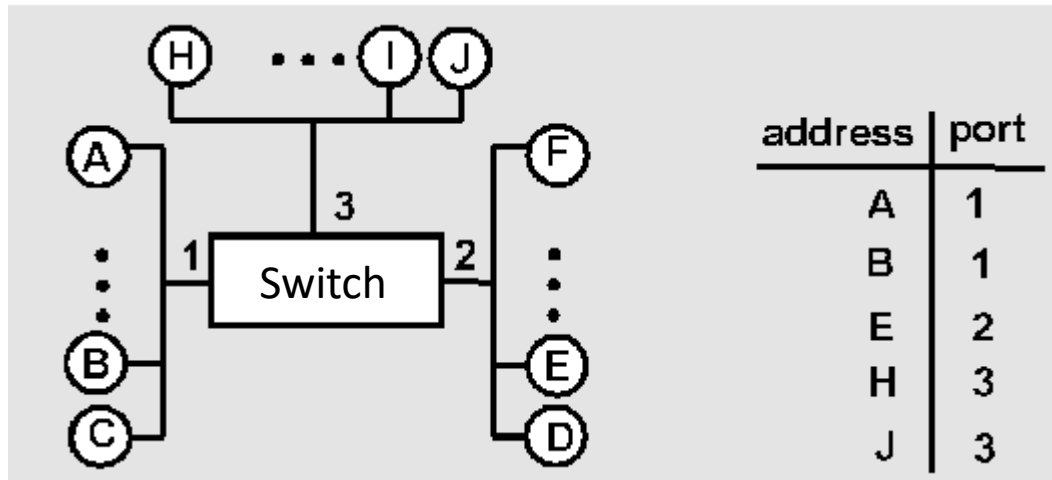 H I J
A F
3
1 2
Switch
B E
C D
address port
A 1
B 1
E 2
H 3
J 3